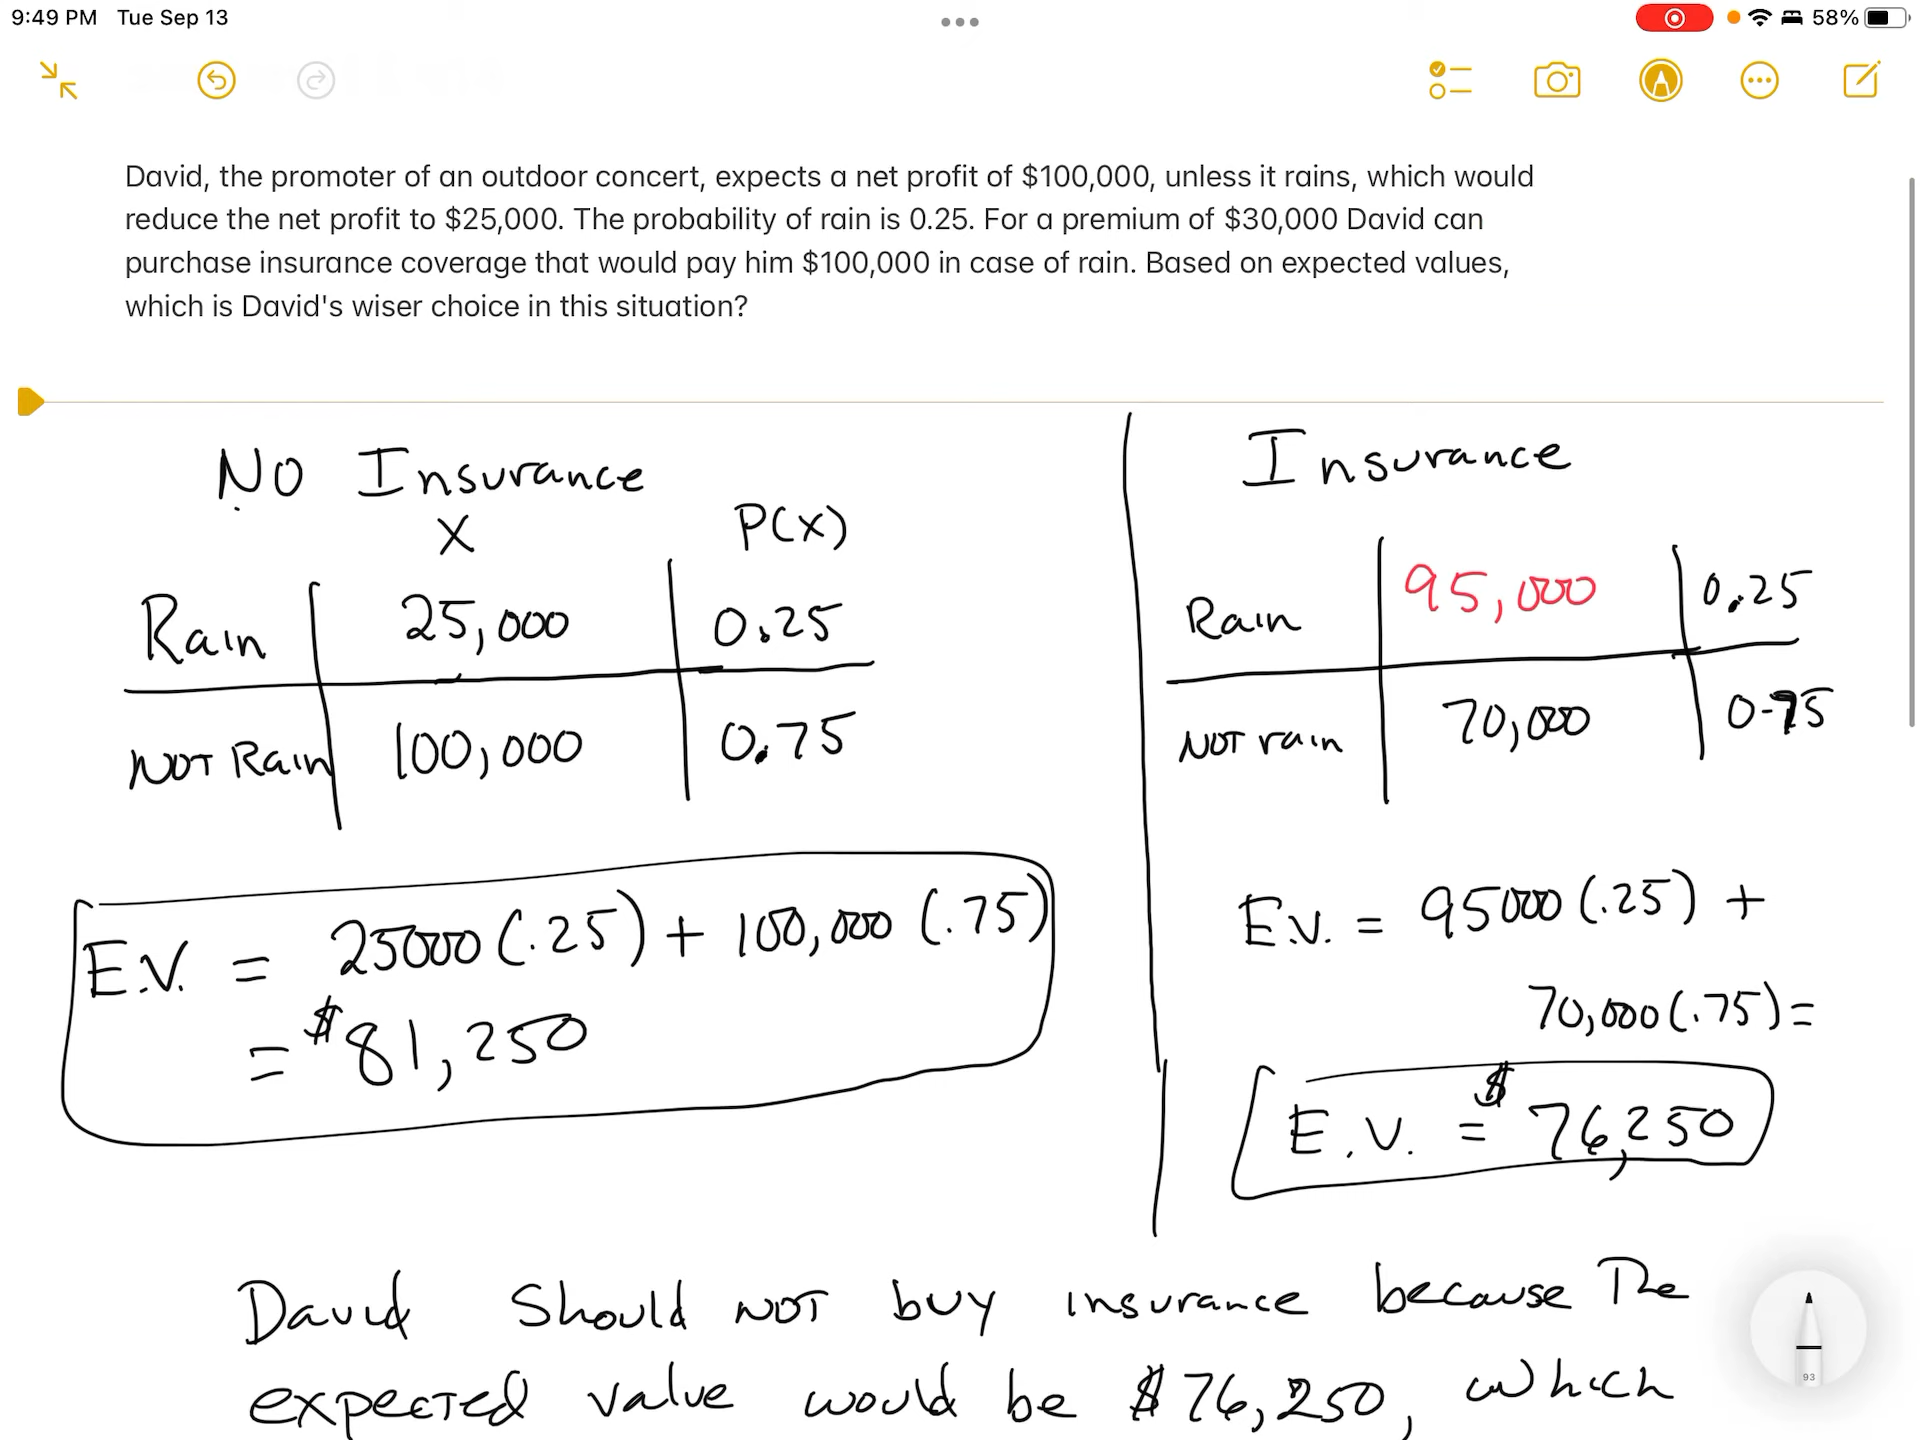 9:49 PM Tue Sep 13
58%
David, the promoter of an outdoor concert, expects a net profit of $100,000, unless it rains, which would
reduce the net profit to $25,000. The probability of rain is 0.25. For a premium of $30,000 David can
purchase insurance coverage that would pay him $100,000 in case of rain. Based on expected values,
which is David's wiser choice in this situation?
No Insurance
X P(X)
Rain 25,000 0.25
NOT Rain 100,000 0.75
E.V. = 25000 (.25) + 100,000 (.75)
= $81,250
Insurance
Rain 95,000 0.25
NOT rain 70,000 0.75
E.V. = 95000 (.25) +
70,000 (.75) =
E.V. = $76,250
David Should NOT buy insurance because The
expected value would be $76,250, which
93